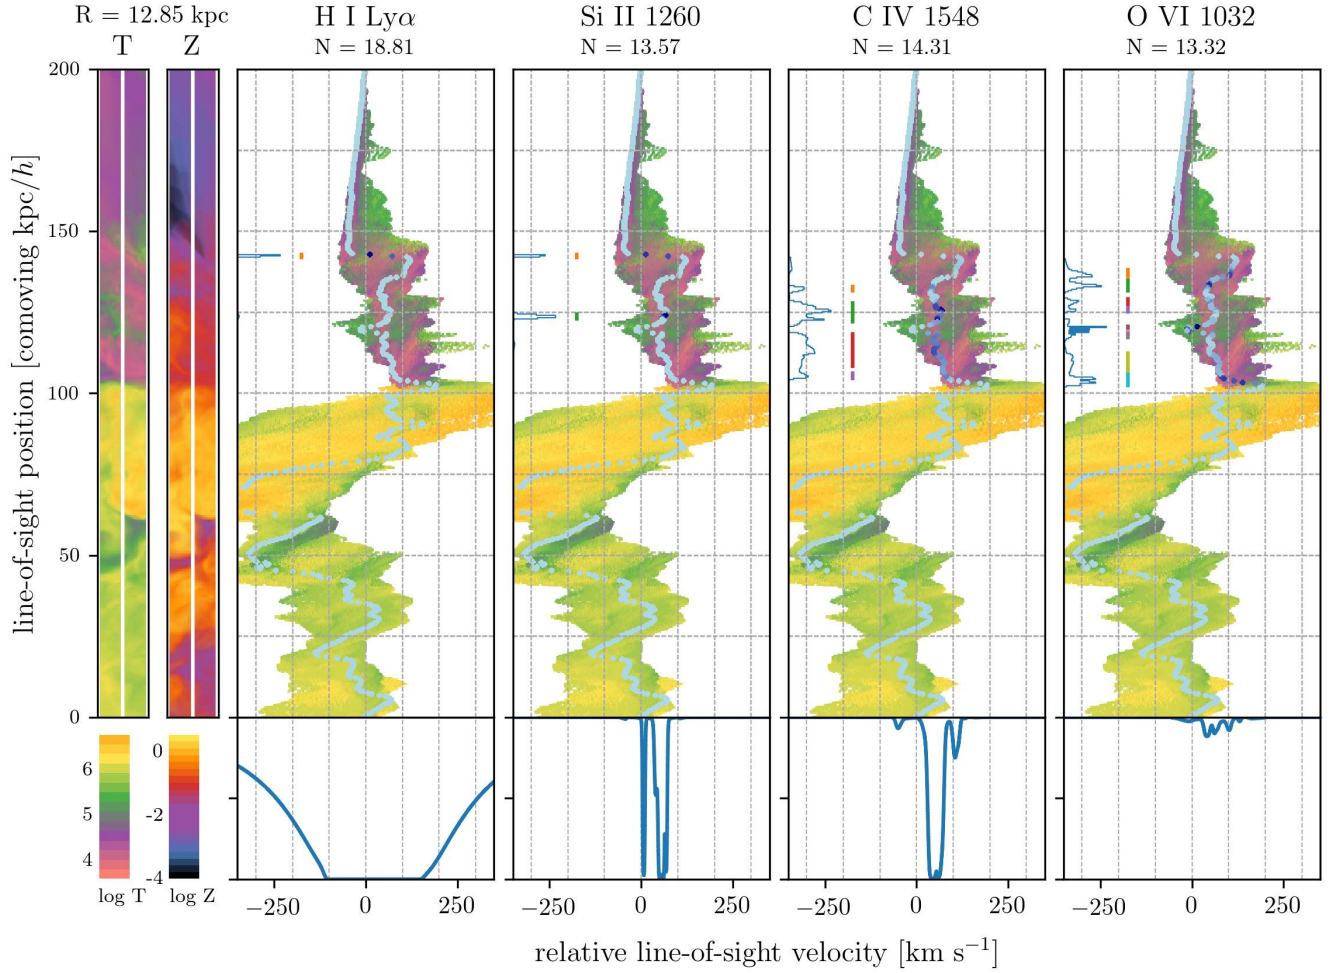 R = 12.85 kpc
T Z
H I Lyα Si II 1260 C IV 1548 O VI 1032
N = 18.81 N = 13.57 N = 14.31 N = 13.32
line-of-sight position [comoving kpc/h]
200
150
100
50
0
6
5
4
log T
0
−2
−4
log Z
−250 0 250 −250 0 250 −250 0 250 −250 0 250
relative line-of-sight velocity [km s⁻¹]